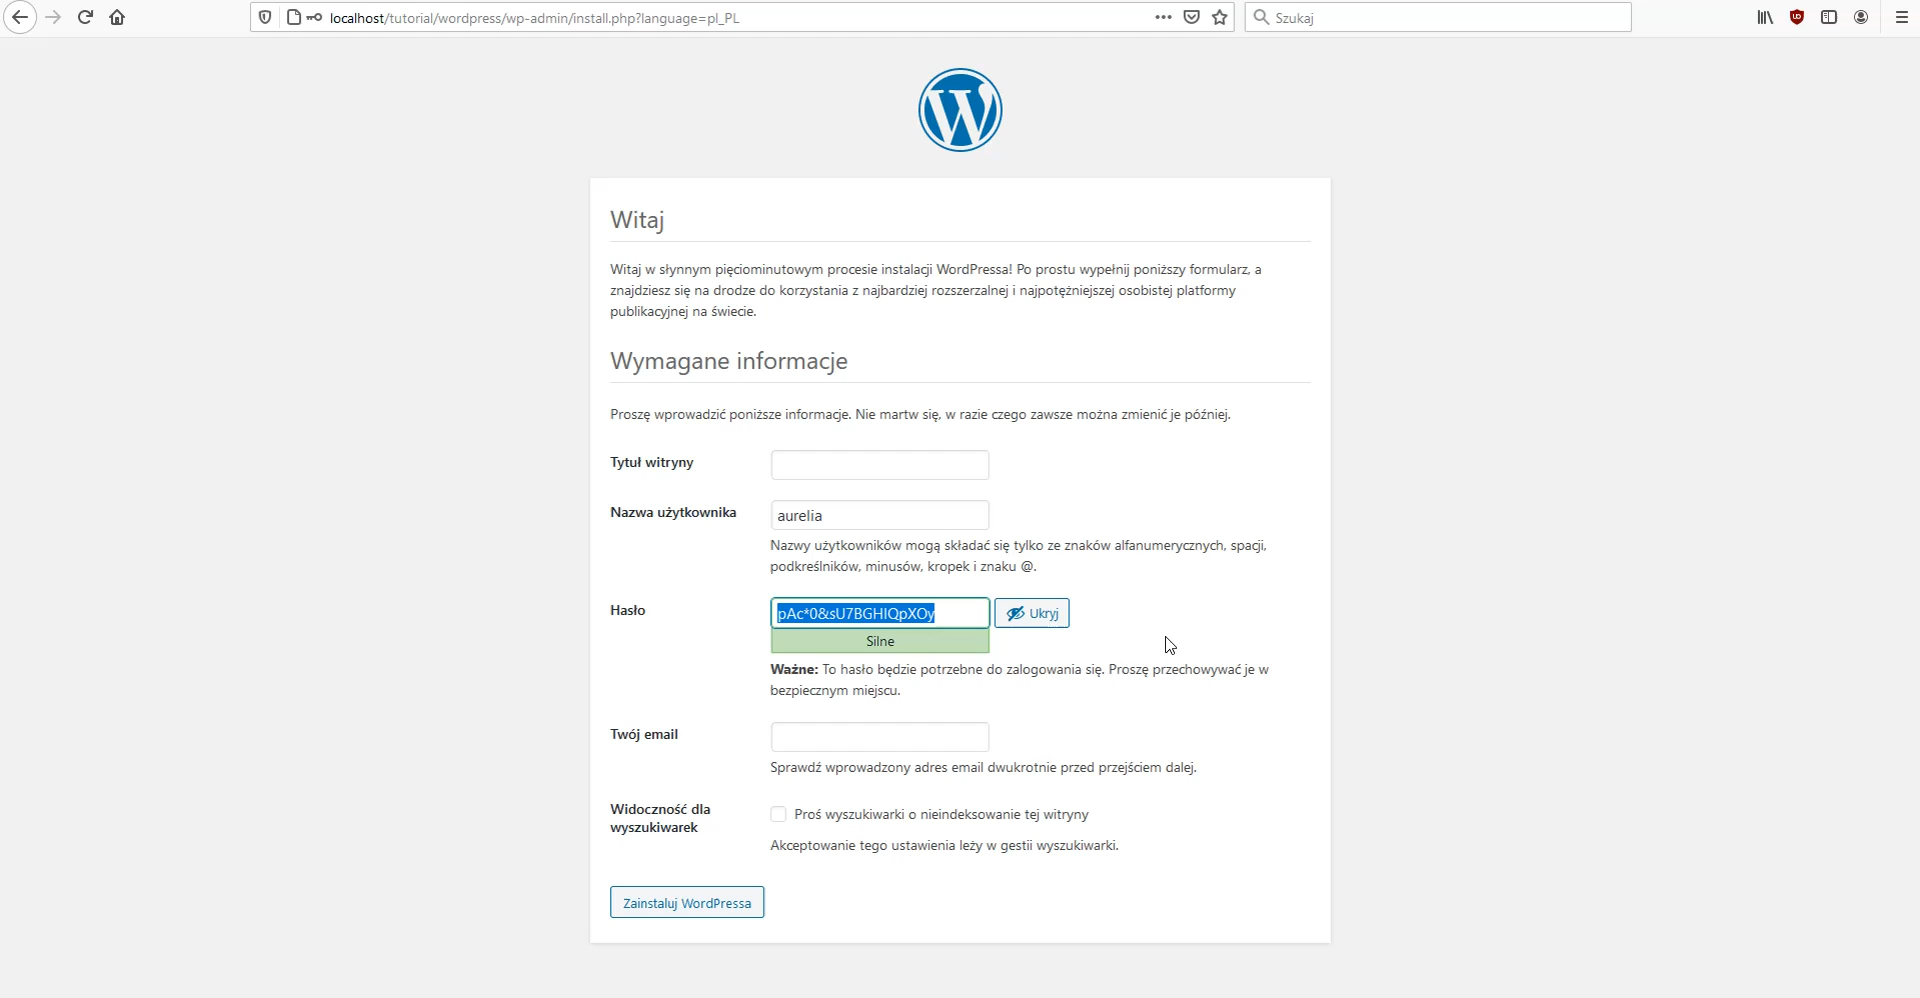 localhost/tutorial/wordpress/wp-admin/install.php?language=pl_PL
Szukaj
Witaj
Witaj w słynnym pięciominutowym procesie instalacji WordPressa! Po prostu wypełnij poniższy formularz, a
znajdziesz się na drodze do korzystania z najbardziej rozszerzalnej i najpotężniejszej osobistej platformy
publikacyjnej na świecie.
Wymagane informacje
Proszę wprowadzić poniższe informacje. Nie martw się, w razie czego zawsze można zmienić je później.
Tytuł witryny
Nazwa użytkownika
aurelia
Nazwy użytkowników mogą składać się tylko ze znaków alfanumerycznych, spacji,
podkreślników, minusów, kropek i znaku @.
Hasło
pAc*0&sU7BGHIQpXOy
Ukryj
Silne
Ważne: To hasło będzie potrzebne do zalogowania się. Proszę przechowywać je w
bezpiecznym miejscu.
Twój email
Sprawdź wprowadzony adres email dwukrotnie przed przejściem dalej.
Widoczność dla
wyszukiwarek
Proś wyszukiwarki o nieindeksowanie tej witryny
Akceptowanie tego ustawienia leży w gestii wyszukiwarki.
Zainstaluj WordPressa